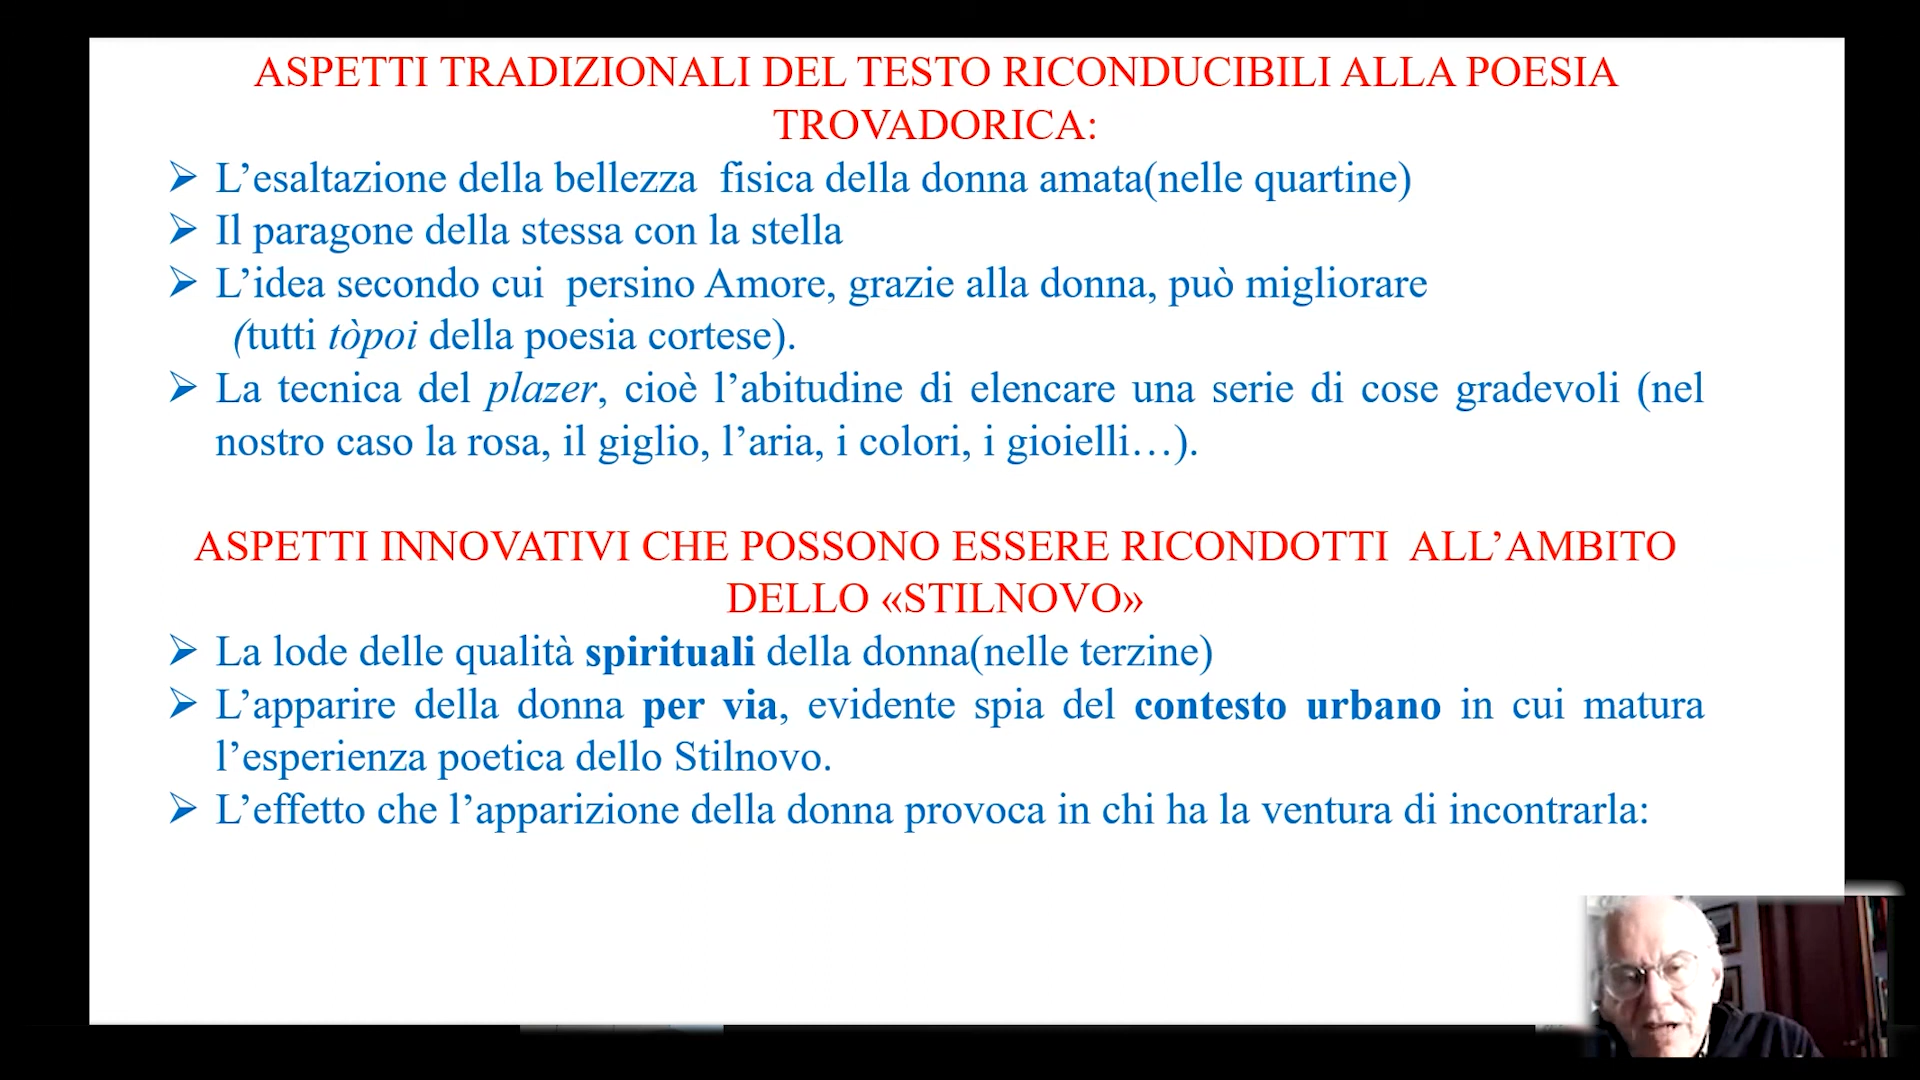 ASPETTI TRADIZIONALI DEL TESTO RICONDUCIBILI ALLA POESIA
TROVADORICA:
➢ L’esaltazione della bellezza  fisica della donna amata(nelle quartine)
➢ Il paragone della stessa con la stella
➢ L’idea secondo cui  persino Amore, grazie alla donna, può migliorare
(tutti tòpoi della poesia cortese).
➢ La tecnica del plazer, cioè l’abitudine di elencare una serie di cose gradevoli (nel
nostro caso la rosa, il giglio, l’aria, i colori, i gioielli…).
ASPETTI INNOVATIVI CHE POSSONO ESSERE RICONDOTTI  ALL’AMBITO
DELLO «STILNOVO»
➢ La lode delle qualità spirituali della donna(nelle terzine)
➢ L’apparire della donna per via, evidente spia del contesto urbano in cui matura
l’esperienza poetica dello Stilnovo.
➢ L’effetto che l’apparizione della donna provoca in chi ha la ventura di incontrarla: